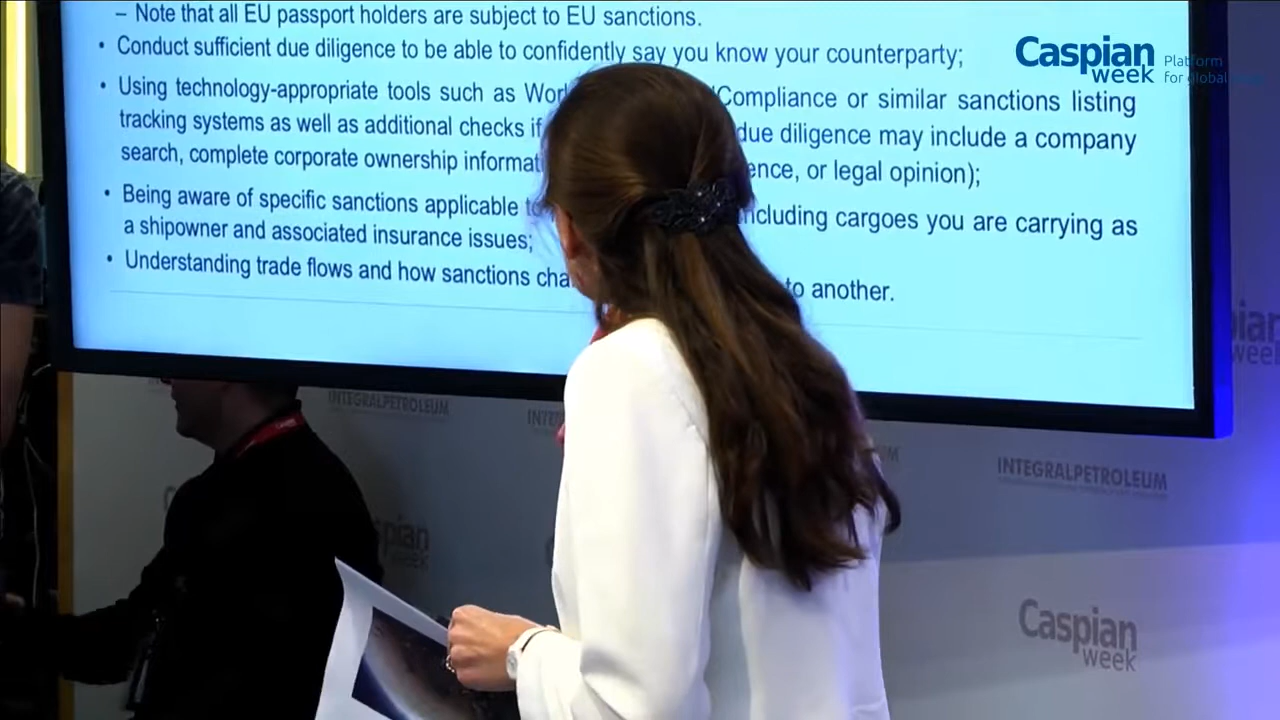 – Note that all EU passport holders are subject to EU sanctions.
• Conduct sufficient due diligence to be able to confidently say you know your counterparty;
• Using technology-appropriate tools such as Compliance or similar sanctions listing
tracking systems as well as additional checks if due diligence may include a company
search, complete corporate ownership or legal opinion);
• Being aware of specific sanctions applicable including cargoes you are carrying as
a shipowner and associated insurance issues;
• Understanding trade flows and how sanctions to another.
Caspian
week
Platform
for global
INTEGRALPETROLEUM
INTEGRALPETROLEUM
Caspian
week